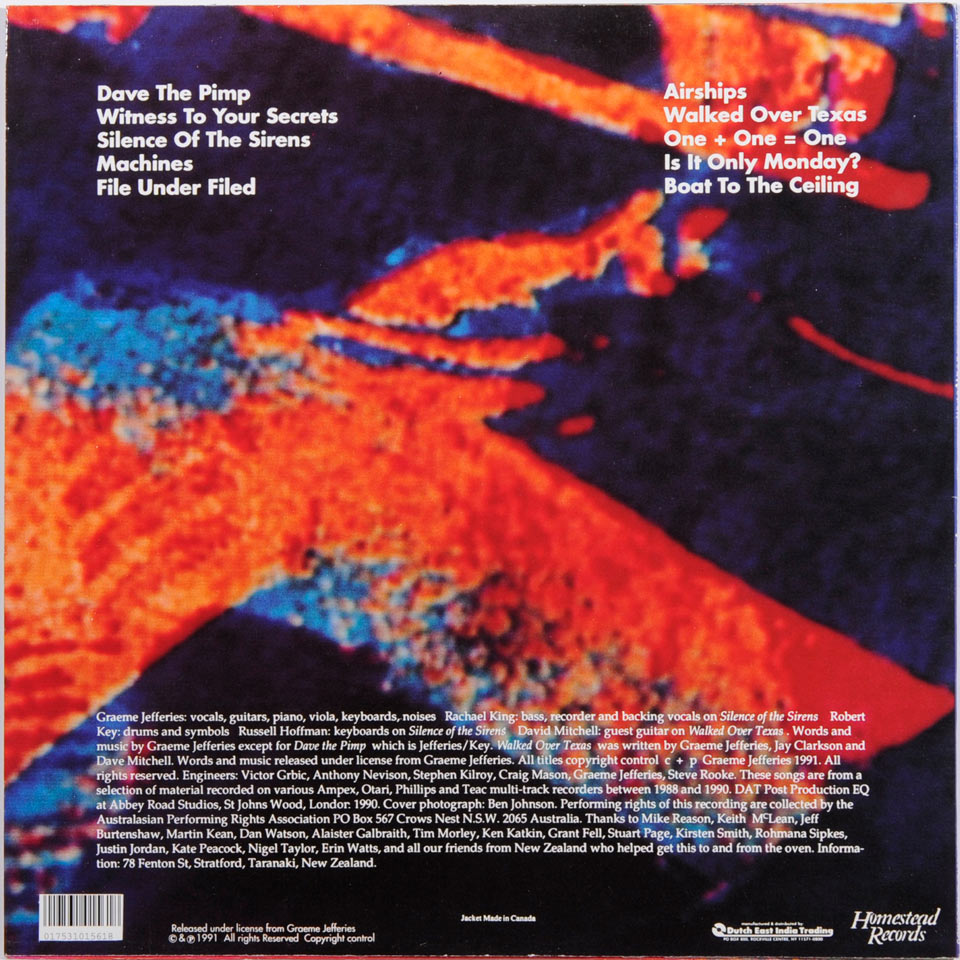 Dave The Pimp
Witness To Your Secrets
Silence Of The Sirens
Machines
File Under Filed
Airships
Walked Over Texas
One + One = One
Is It Only Monday?
Boat To The Ceiling
Graeme Jefferies: vocals, guitars, piano, viola, keyboards, noises Rachael King: bass, recorder and backing vocals on Silence of the Sirens Robert
Key: drums and symbols Russell Hoffman: keyboards on Silence of the Sirens David Mitchell: guest guitar on Walked Over Texas . Words and
music by Graeme Jefferies except for Dave the Pimp which is Jefferies/Key. Walked Over Texas was written by Graeme Jefferies, Jay Clarkson and
Dave Mitchell. Words and music released under license from Graeme Jefferies. All titles copyright control c + p Graeme Jefferies 1991. All
rights reserved. Engineers: Victor Grbic, Anthony Nevison, Stephen Kilroy, Craig Mason, Graeme Jefferies, Steve Rooke. These songs are from a
selection of material recorded on various Ampex, Otari, Phillips and Teac multi-track recorders between 1988 and 1990. DAT Post Production EQ
at Abbey Road Studios, St Johns Wood, London: 1990. Cover photograph: Ben Johnson. Performing rights of this recording are collected by the
Australasian Performing Rights Association PO Box 567 Crows Nest N.S.W. 2065 Australia. Thanks to Mike Reason, Keith McLean, Jeff
Burtenshaw, Martin Kean, Dan Watson, Alaister Galbraith, Tim Morley, Ken Katkin, Grant Fell, Stuart Page, Kirsten Smith, Rohmana Sipkes,
Justin Jordan, Kate Peacock, Nigel Taylor, Erin Watts, and all our friends from New Zealand who helped get this to and from the oven. Informa-
tion: 78 Fenton St, Stratford, Taranaki, New Zealand.
017531015618
Released under license from Graeme Jefferies
© & ℗ 1991 All rights Reserved Copyright control
Jacket Made in Canada
manufactured & distributed by
Dutch East India Trading
PO BOX 800, ROCKVILLE CENTRE, NY 11571-0800
Homestead
Records